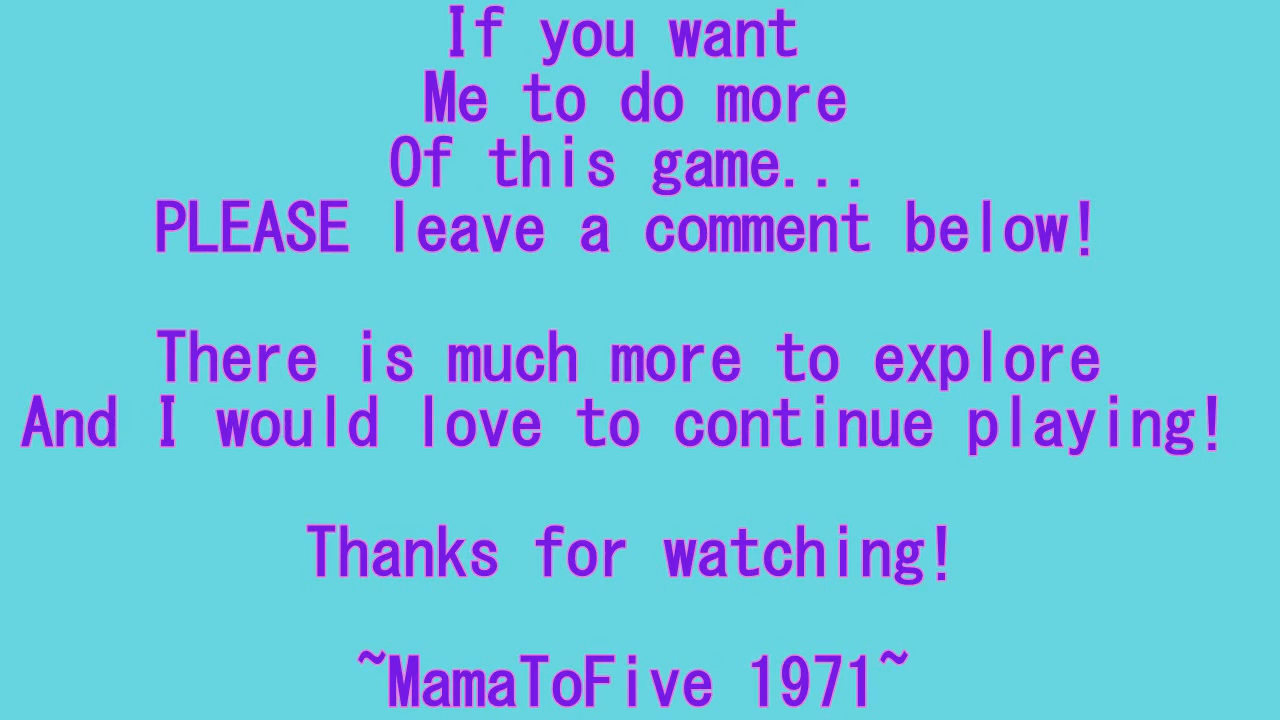 If you want
Me to do more
Of this game...
PLEASE leave a comment below!
There is much more to explore
And I would love to continue playing!
Thanks for watching!
~MamaToFive 1971~